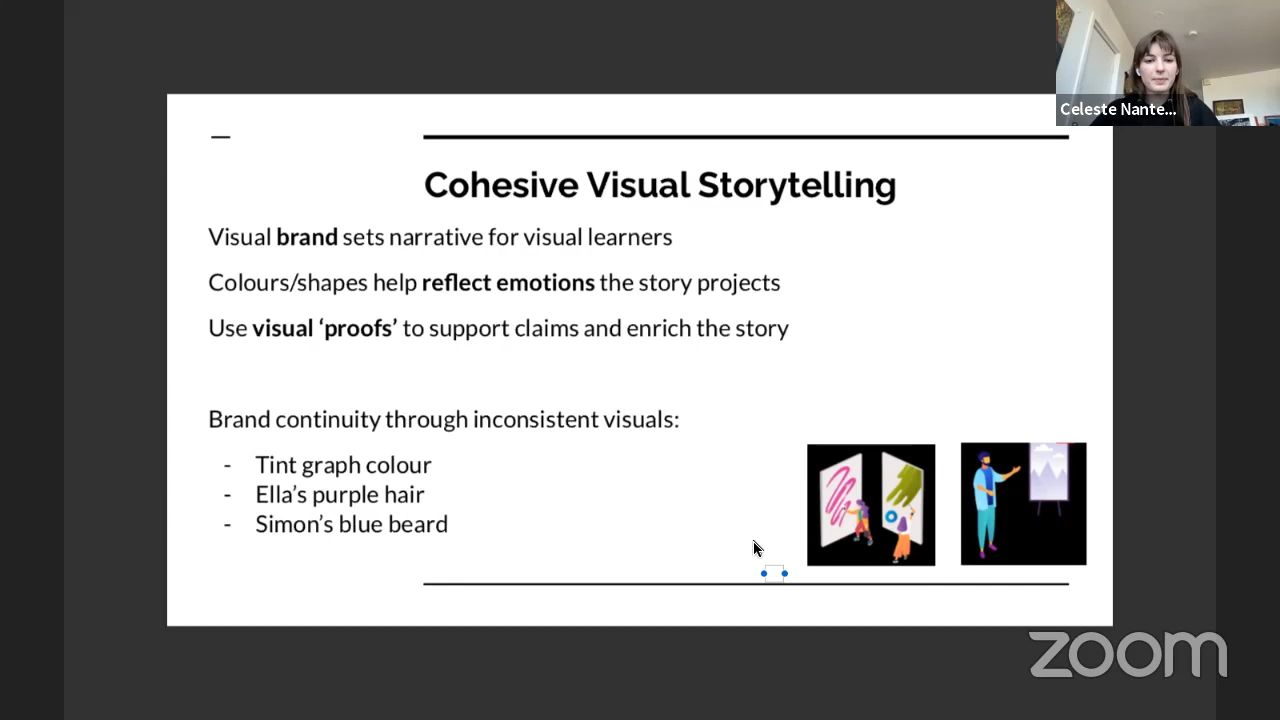 Celeste Nante...
Cohesive Visual Storytelling
Visual brand sets narrative for visual learners
Colours/shapes help reflect emotions the story projects
Use visual ‘proofs’ to support claims and enrich the story
Brand continuity through inconsistent visuals:
- Tint graph colour
- Ella’s purple hair
- Simon’s blue beard
zoom